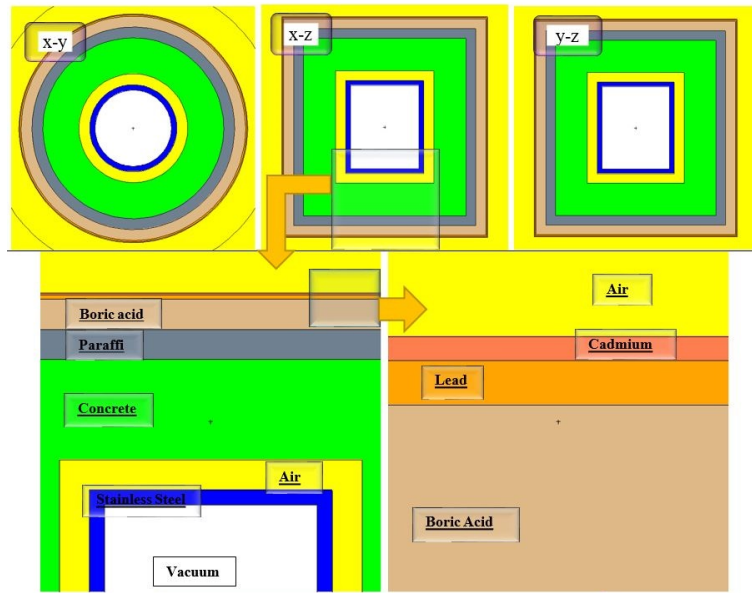 x-y
x-z
y-z
Boric acid
Paraffi
Concrete
Air
Stainless Steel
Vacuum
Air
Cadmium
Lead
Boric Acid